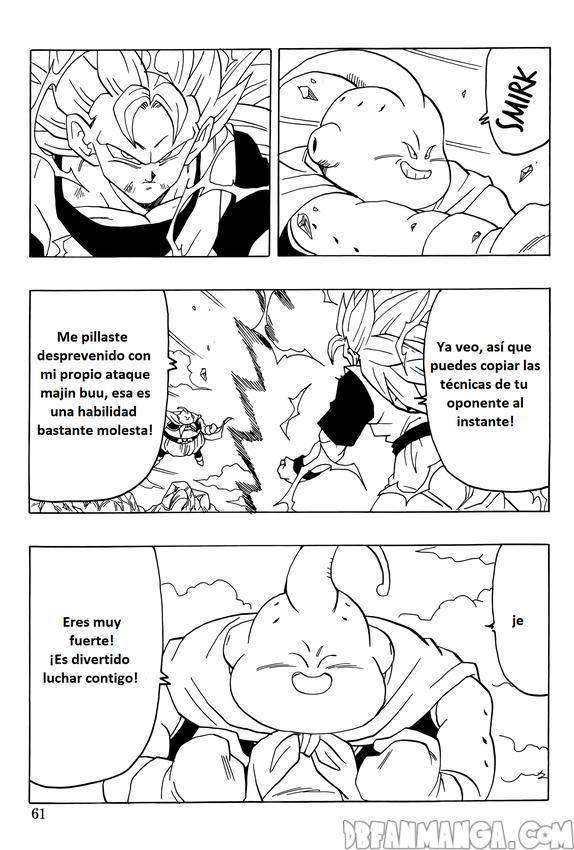 SMIRK
Ya veo, así que
puedes copiar las
técnicas de tu
oponente al
instante!
Me pillaste
desprevenido con
mi propio ataque
majin buu, esa es
una habilidad
bastante molesta!
je
Eres muy
fuerte!
¡Es divertido
luchar contigo!
61
DBFANMANGA.COM